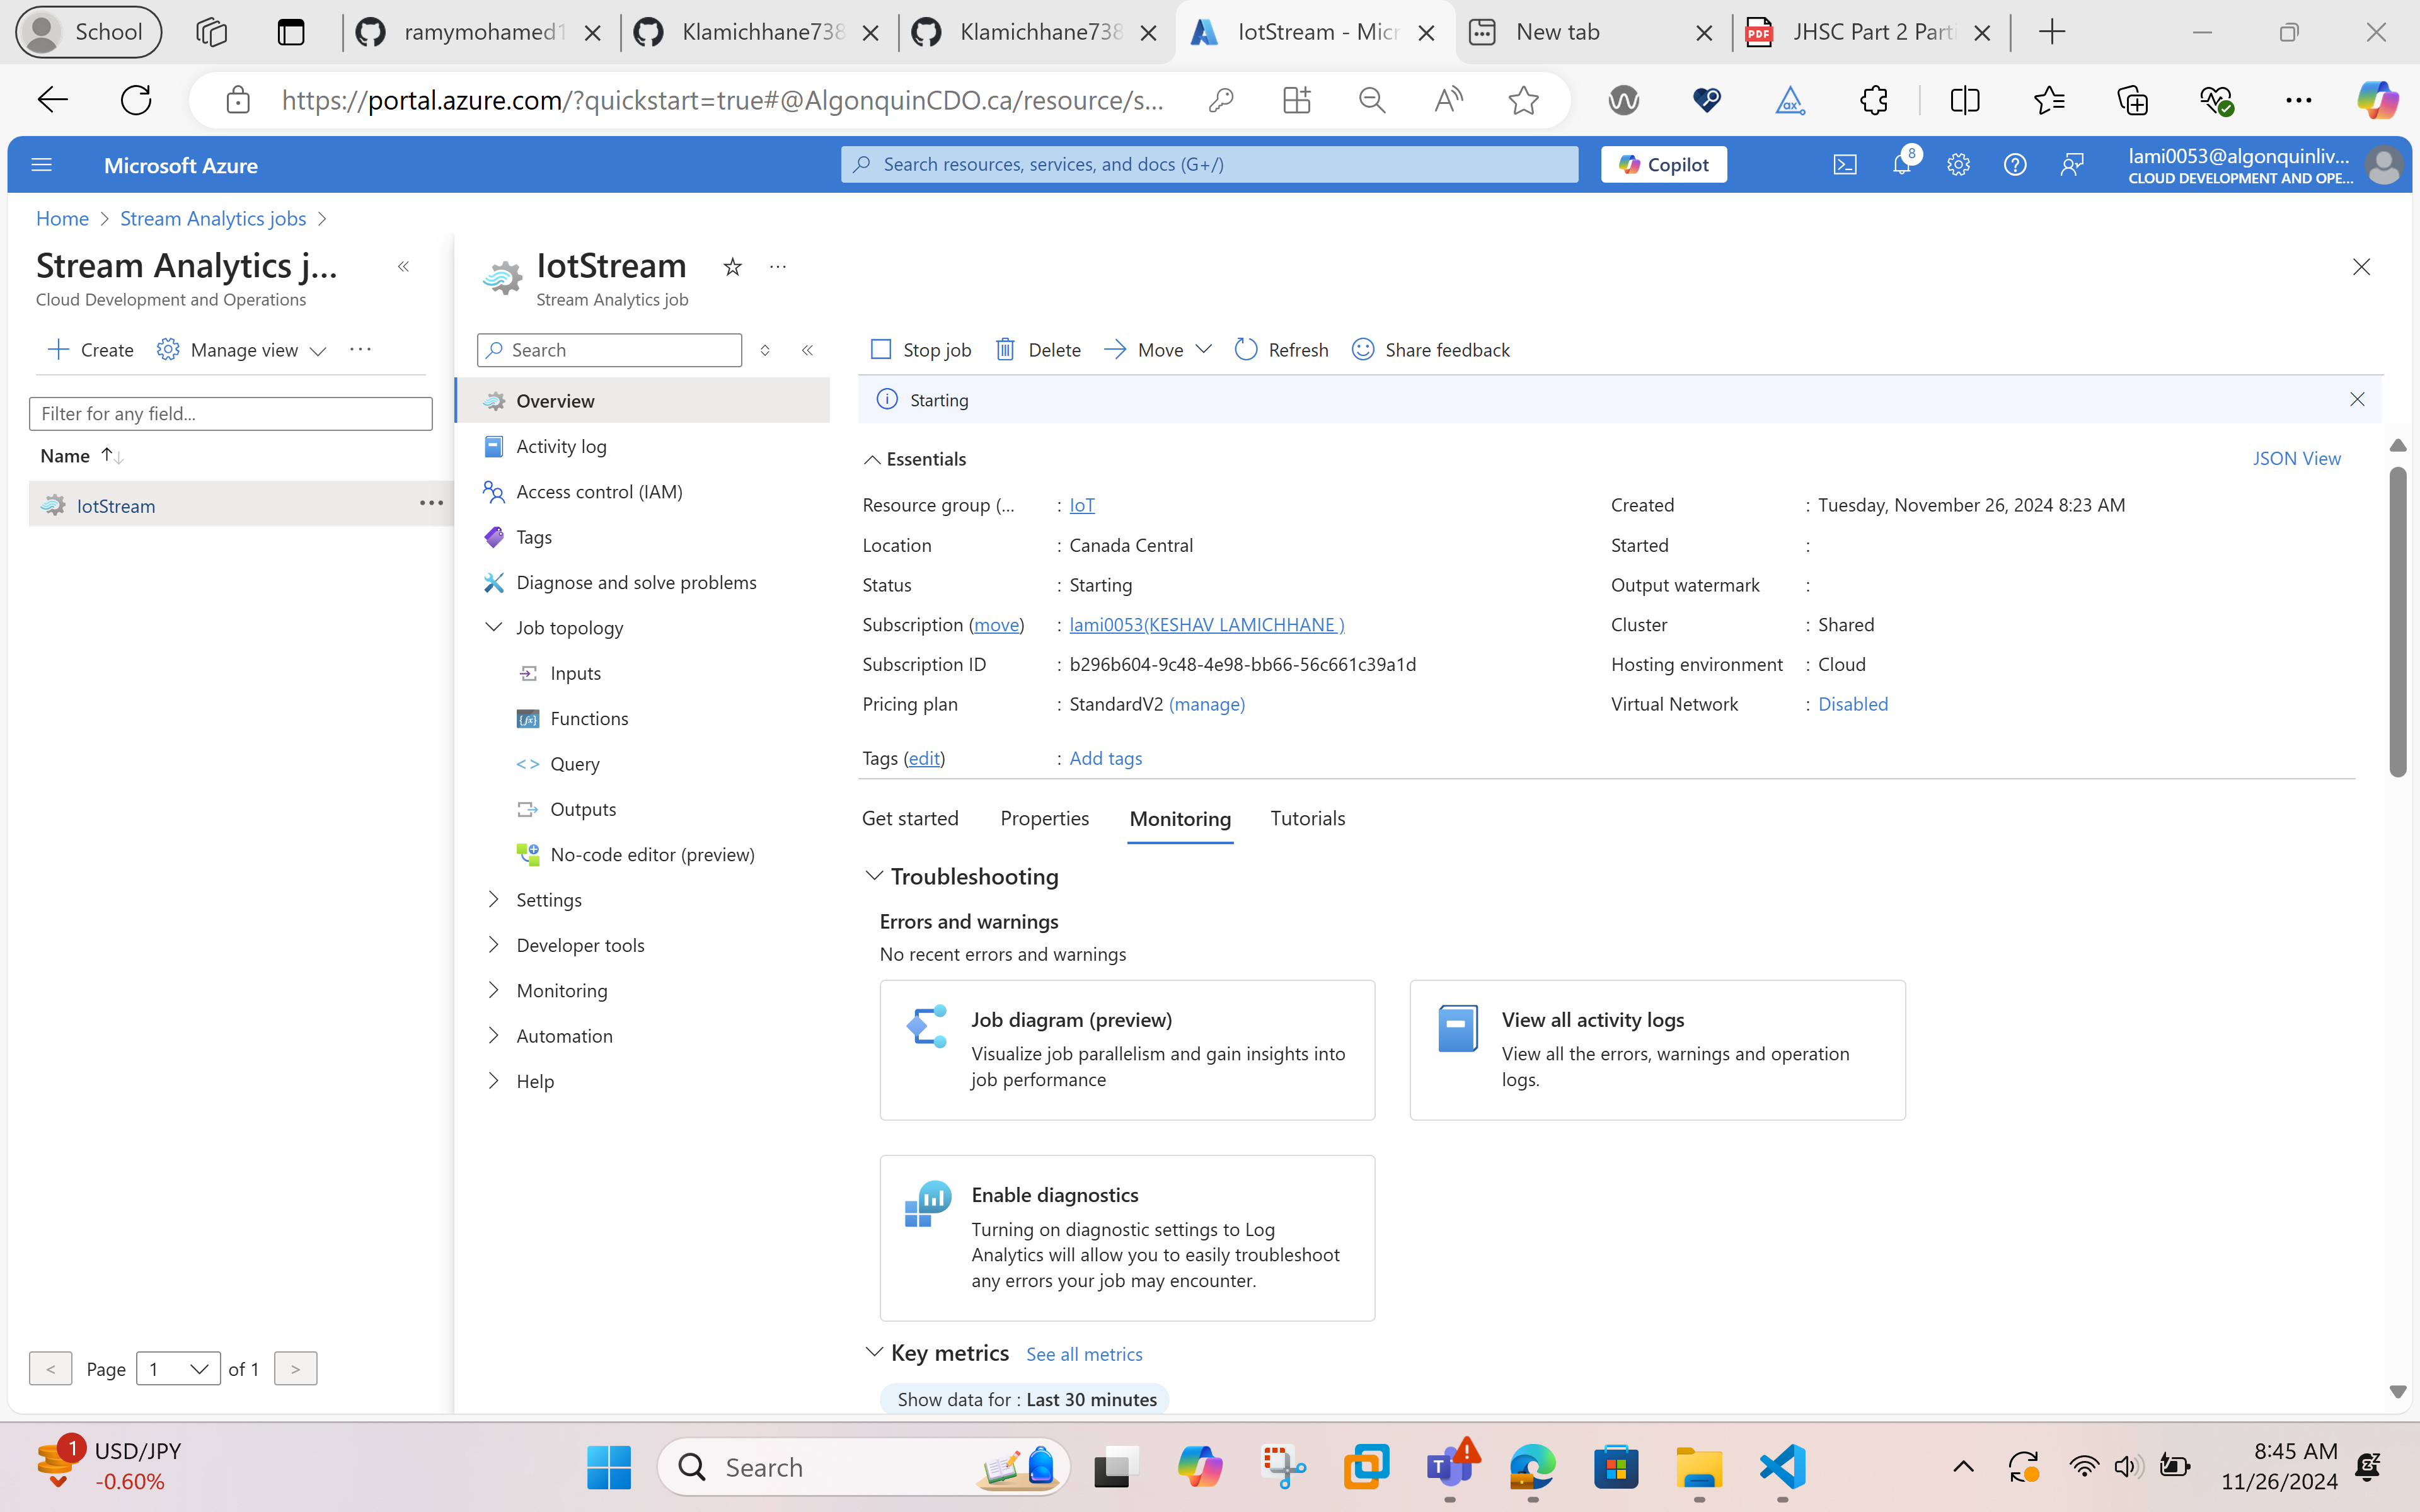 School
ramymohamed1
Klamichhane738
Klamichhane738
IotStream - Micr
New tab
PDF
JHSC Part 2 Parti
https://portal.azure.com/?quickstart=true#@AlgonquinCDO.ca/resource/s...
Microsoft Azure
Search resources, services, and docs (G+/)
Copilot
8
lami0053@algonquinliv...
CLOUD DEVELOPMENT AND OPE...
Home > Stream Analytics jobs >
Stream Analytics j...
Cloud Development and Operations
Create
Manage view
Filter for any field...
Name
IotStream
Page 1 of 1
IotStream
Stream Analytics job
Search
Overview
Activity log
Access control (IAM)
Tags
Diagnose and solve problems
Job topology
Inputs
Functions
Query
Outputs
No-code editor (preview)
Settings
Developer tools
Monitoring
Automation
Help
Stop job
Delete
Move
Refresh
Share feedback
Starting
Essentials
JSON View
Resource group (... : IoT
Location : Canada Central
Status : Starting
Subscription (move) : lami0053(KESHAV LAMICHHANE )
Subscription ID : b296b604-9c48-4e98-bb66-56c661c39a1d
Pricing plan : StandardV2 (manage)
Tags (edit) : Add tags
Created : Tuesday, November 26, 2024 8:23 AM
Started :
Output watermark :
Cluster : Shared
Hosting environment : Cloud
Virtual Network : Disabled
Get started
Properties
Monitoring
Tutorials
Troubleshooting
Errors and warnings
No recent errors and warnings
Job diagram (preview)
Visualize job parallelism and gain insights into
job performance
View all activity logs
View all the errors, warnings and operation
logs.
Enable diagnostics
Turning on diagnostic settings to Log
Analytics will allow you to easily troubleshoot
any errors your job may encounter.
Key metrics
See all metrics
Show data for : Last 30 minutes
1
USD/JPY
-0.60%
Search
8:45 AM
11/26/2024